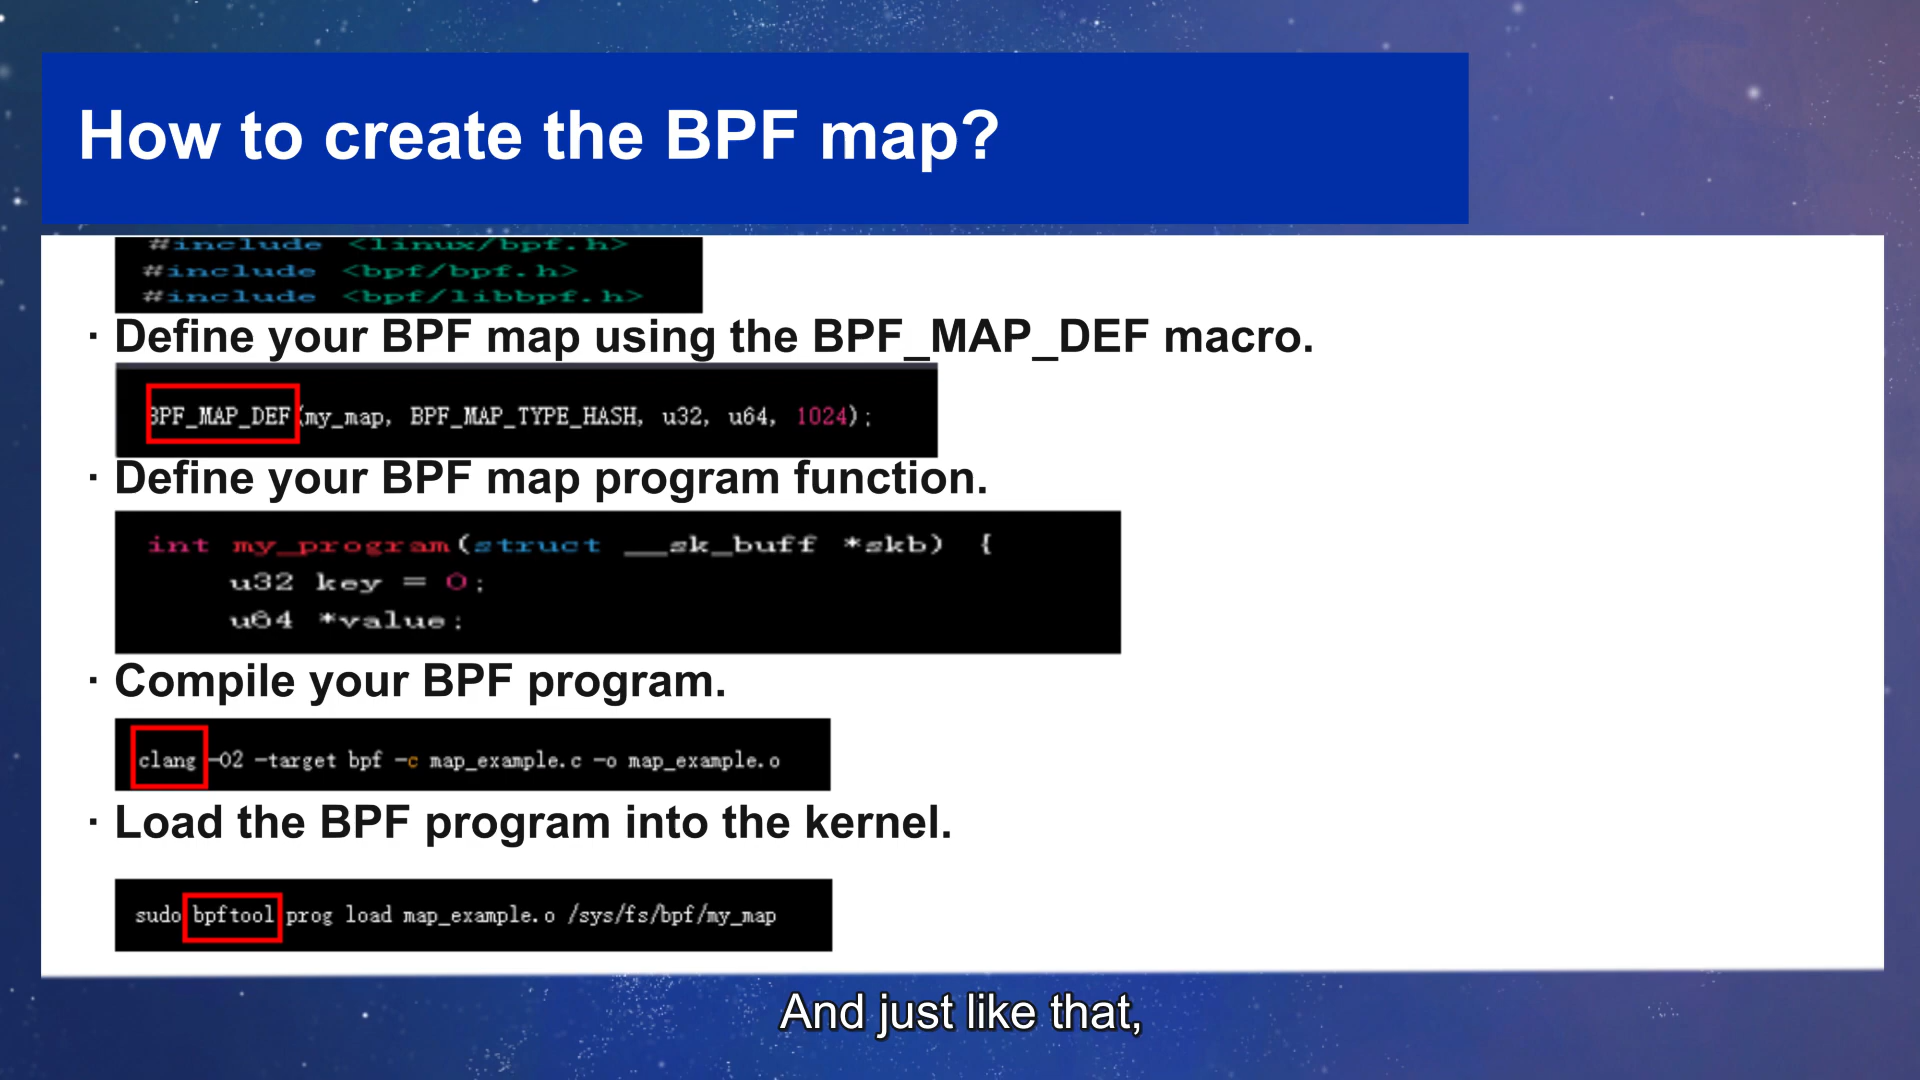 How to create the BPF map?
#include <linux/bpf.h>
#include <bpf/bpf.h>
#include <bpf/libbpf.h>
· Define your BPF map using the BPF_MAP_DEF macro.
BPF_MAP_DEF(my_map, BPF_MAP_TYPE_HASH, u32, u64, 1024);
· Define your BPF map program function.
int my_program(struct __sk_buff *skb) {
u32 key = 0;
u64 *value;
· Compile your BPF program.
clang -O2 -target bpf -c map_example.c -o map_example.o
· Load the BPF program into the kernel.
sudo bpftool prog load map_example.o /sys/fs/bpf/my_map
And just like that,